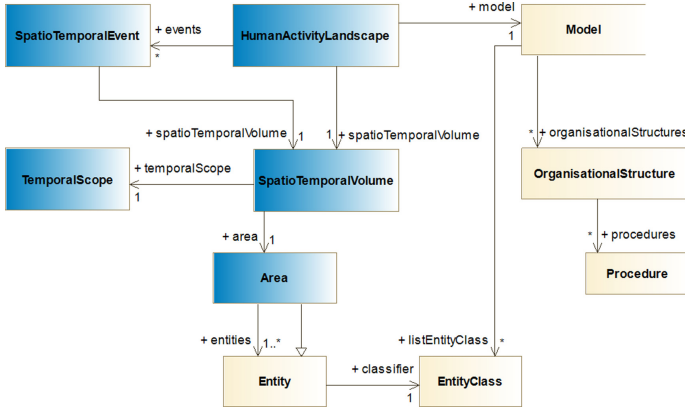 + model
SpatioTemporalEvent
+ events
HumanActivityLandscape
Model
*
1
+ spatioTemporalVolume
1
1
+ spatioTemporalVolume
*
+ organisationalStructures
TemporalScope
+ temporalScope
1
SpatioTemporalVolume
OrganisationalStructure
+ area
1
*
+ procedures
Area
Procedure
+ entities
1..*
+ listEntityClass
*
Entity
+ classifier
1
EntityClass